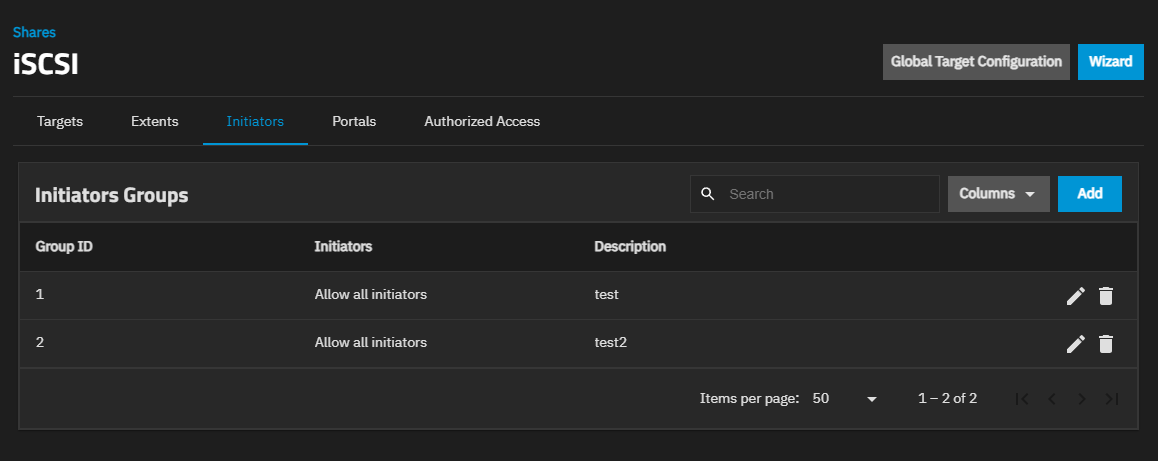 Shares
iSCSI
Global Target Configuration Wizard
Targets Extents Initiators Portals Authorized Access
Initiators Groups Search Columns Add
Group ID Initiators Description
1 Allow all initiators test
2 Allow all initiators test2
Items per page: 50 1 – 2 of 2